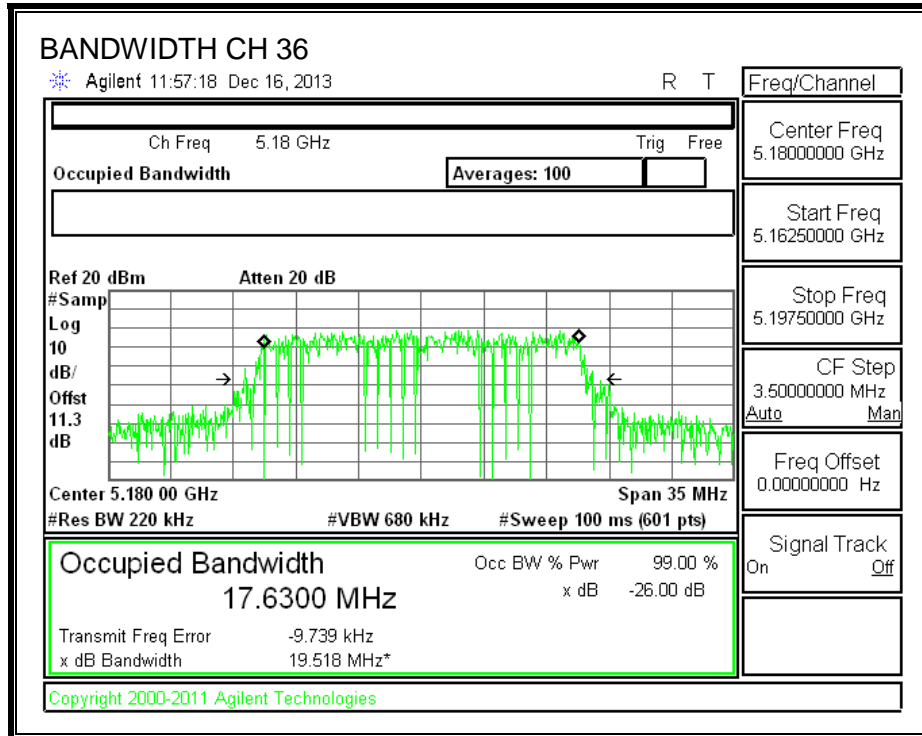 BANDWIDTH CH 36
Agilent 11:57:18 Dec 16, 2013 R T
Freq/Channel
Ch Freq 5.18 GHz Trig Free
Occupied Bandwidth Averages: 100
Center Freq
5.18000000 GHz
Start Freq
5.16250000 GHz
Stop Freq
5.19750000 GHz
CF Step
3.50000000 MHz
Auto Man
Freq Offset
0.00000000 Hz
Signal Track
On Off
Ref 20 dBm Atten 20 dB
#Samp
Log
10
dB/
Offst
11.3
dB
Center 5.180 00 GHz Span 35 MHz
#Res BW 220 kHz #VBW 680 kHz #Sweep 100 ms (601 pts)
Occupied Bandwidth Occ BW % Pwr 99.00 %
17.6300 MHz x dB -26.00 dB
Transmit Freq Error -9.739 kHz
x dB Bandwidth 19.518 MHz*
Copyright 2000-2011 Agilent Technologies